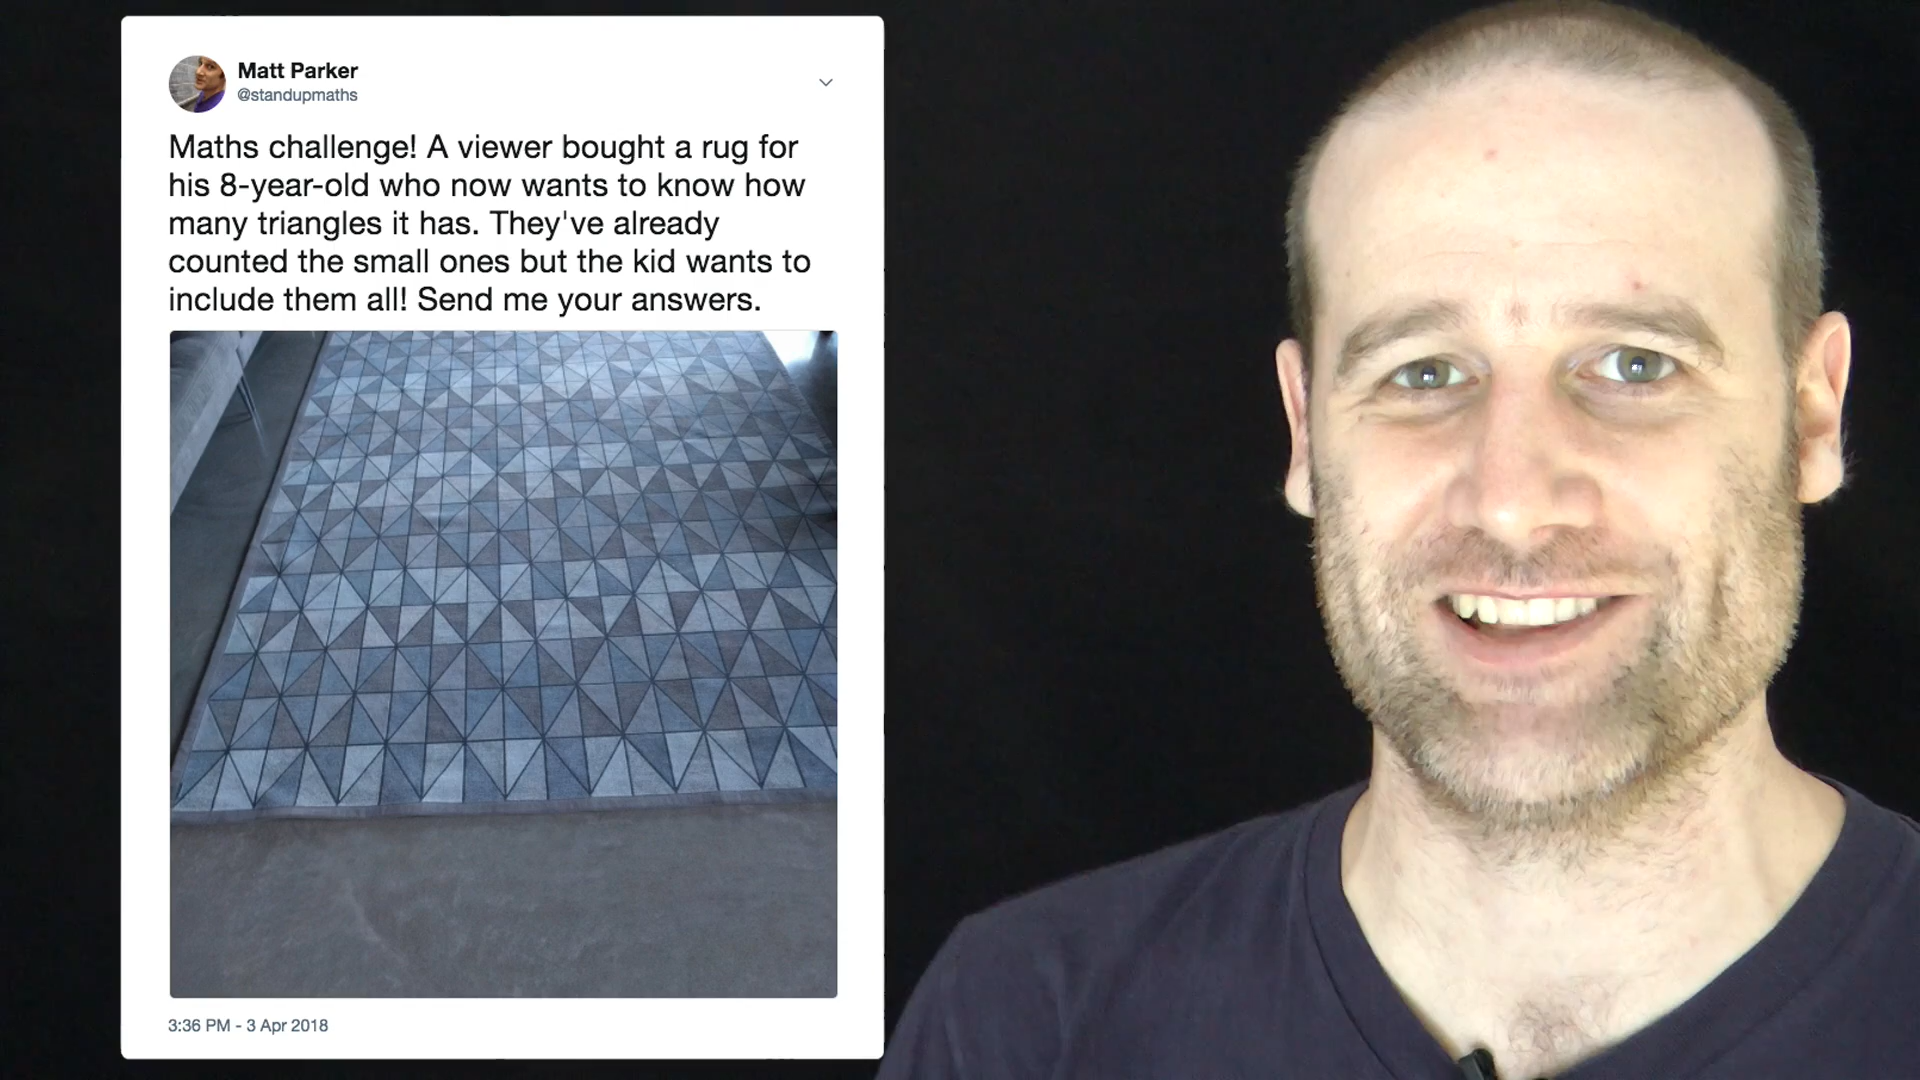 Matt Parker
@standupmaths
Maths challenge! A viewer bought a rug for
his 8-year-old who now wants to know how
many triangles it has. They've already
counted the small ones but the kid wants to
include them all! Send me your answers.
3:36 PM - 3 Apr 2018